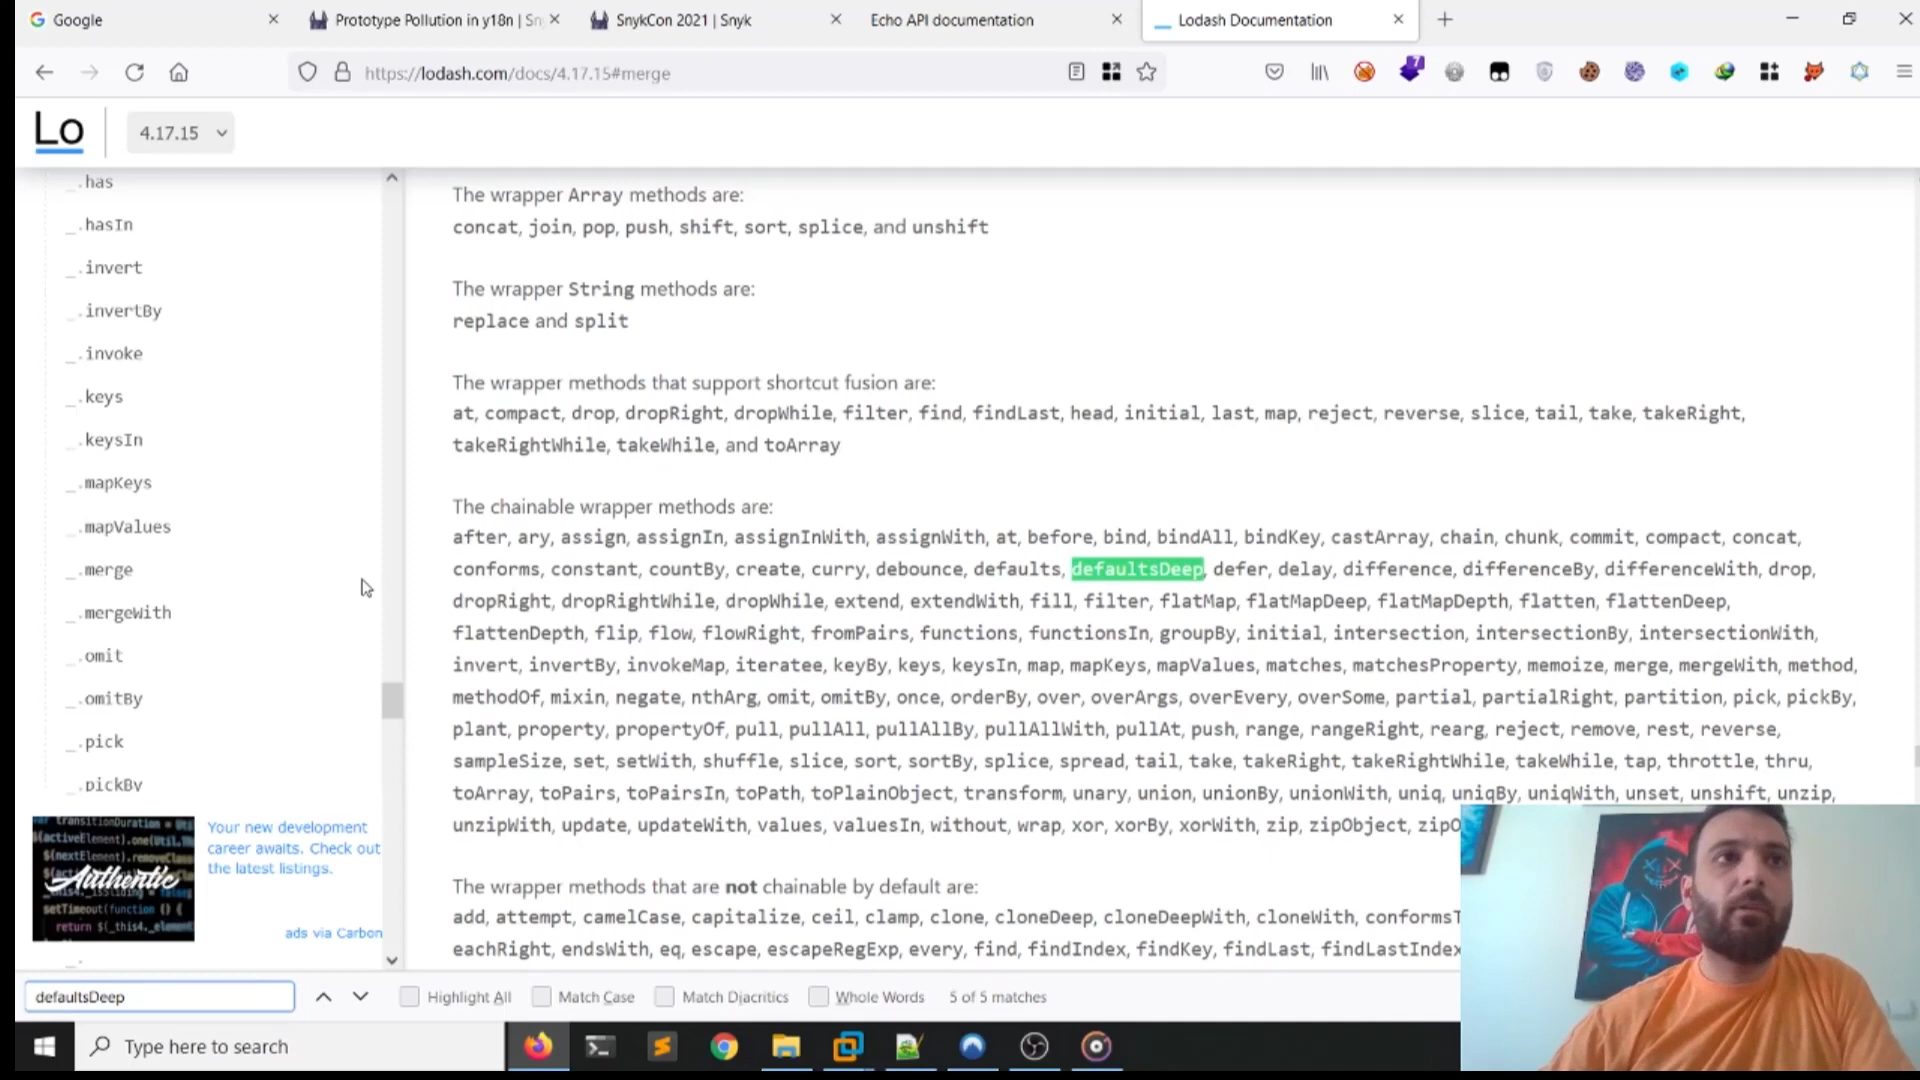 Google
Prototype Pollution in y18n | Sn
SnykCon 2021 | Snyk
Echo API documentation
Lodash Documentation
https://lodash.com/docs/4.17.15#merge
7
Lo
4.17.15
_.has
_.hasIn
_.invert
_.invertBy
_.invoke
_.keys
_.keysIn
_.mapKeys
_.mapValues
_.merge
_.mergeWith
_.omit
_.omitBy
_.pick
_.pickBy
The wrapper Array methods are:
concat, join, pop, push, shift, sort, splice, and unshift
The wrapper String methods are:
replace and split
The wrapper methods that support shortcut fusion are:
at, compact, drop, dropRight, dropWhile, filter, find, findLast, head, initial, last, map, reject, reverse, slice, tail, take, takeRight,
takeRightWhile, takeWhile, and toArray
The chainable wrapper methods are:
after, ary, assign, assignIn, assignInWith, assignWith, at, before, bind, bindAll, bindKey, castArray, chain, chunk, commit, compact, concat,
conforms, constant, countBy, create, curry, debounce, defaults, defaultsDeep, defer, delay, difference, differenceBy, differenceWith, drop,
dropRight, dropRightWhile, dropWhile, extend, extendWith, fill, filter, flatMap, flatMapDeep, flatMapDepth, flatten, flattenDeep,
flattenDepth, flip, flow, flowRight, fromPairs, functions, functionsIn, groupBy, initial, intersection, intersectionBy, intersectionWith,
invert, invertBy, invokeMap, iteratee, keyBy, keys, keysIn, map, mapKeys, mapValues, matches, matchesProperty, memoize, merge, mergeWith, method,
methodOf, mixin, negate, nthArg, omit, omitBy, once, orderBy, over, overArgs, overEvery, overSome, partial, partialRight, partition, pick, pickBy,
plant, property, propertyOf, pull, pullAll, pullAllBy, pullAllWith, pullAt, push, range, rangeRight, rearg, reject, remove, rest, reverse,
sampleSize, set, setWith, shuffle, slice, sort, sortBy, splice, spread, tail, take, takeRight, takeRightWhile, takeWhile, tap, throttle, thru,
toArray, toPairs, toPairsIn, toPath, toPlainObject, transform, unary, union, unionBy, unionWith, uniq, uniqBy, uniqWith, unset, unshift, unzip,
unzipWith, update, updateWith, values, valuesIn, without, wrap, xor, xorBy, xorWith, zip, zipObject, zipO
The wrapper methods that are not chainable by default are:
add, attempt, camelCase, capitalize, ceil, clamp, clone, cloneDeep, cloneDeepWith, cloneWith, conformsT
eachRight, endsWith, eq, escape, escapeRegExp, every, find, findIndex, findKey, findLast, findLastIndex
Authentic
Your new development
career awaits. Check out
the latest listings.
ads via Carbon
defaultsDeep
Highlight All
Match Case
Match Diacritics
Whole Words
5 of 5 matches
Type here to search